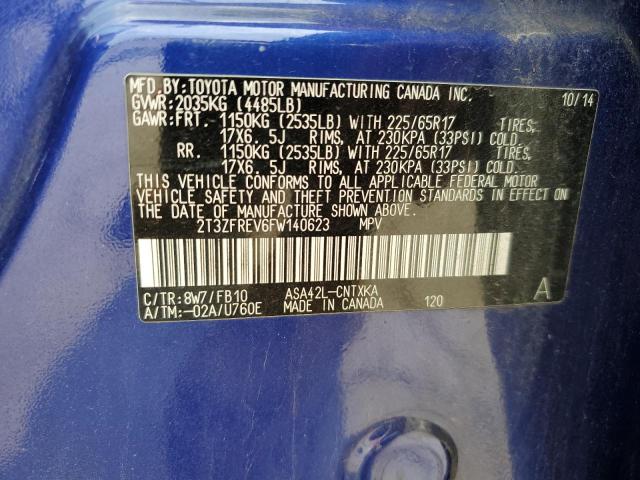 MFD.BY:TOYOTA MOTOR MANUFACTURING CANADA INC.
GVWR:2035KG (4485LB) 10/14
GAWR:FRT. 1150KG (2535LB) WITH 225/65R17 TIRES,
17X6. 5J RIMS, AT 230KPA (33PSI) COLD.
RR. 1150KG (2535LB) WITH 225/65R17 TIRES,
17X6. 5J RIMS, AT 230KPA (33PSI) COLD.
THIS VEHICLE CONFORMS TO ALL APPLICABLE FEDERAL MOTOR
VEHICLE SAFETY AND THEFT PREVENTION STANDARDS IN EFFECT ON
THE DATE OF MANUFACTURE SHOWN ABOVE.
2T3ZFREV6FW140623 MPV
C/TR:8W7/FB10 ASA42L-CNTXKA A
A/TM:-02A/U760E MADE IN CANADA 120